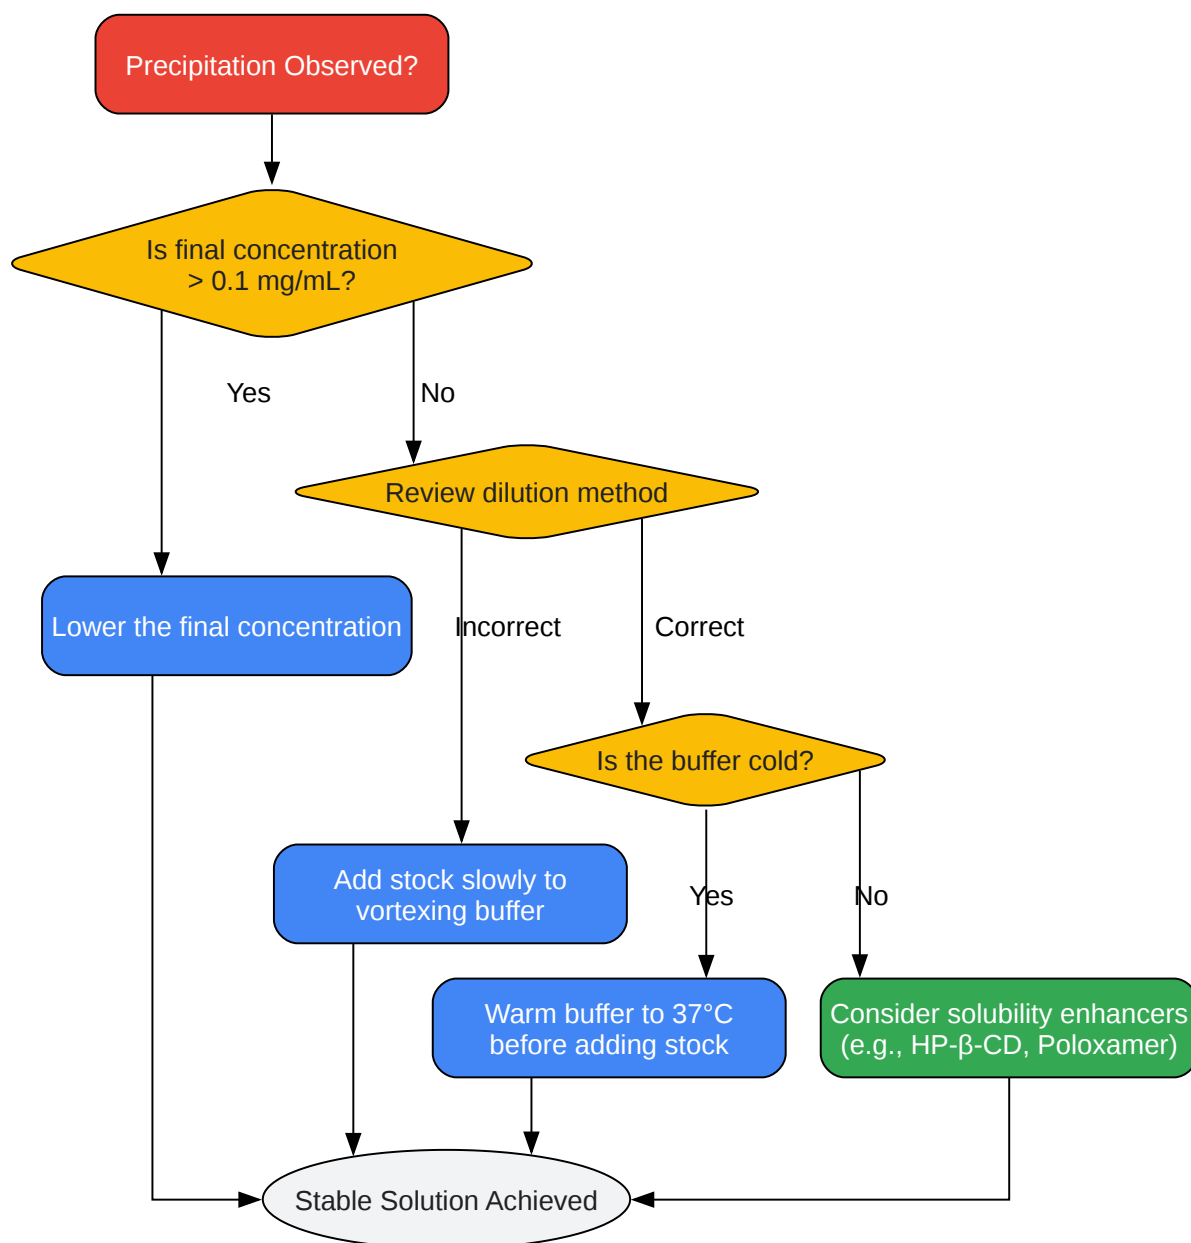 Precipitation Observed?
Is final concentration
> 0.1 mg/mL?
Yes
No
Review dilution method
Lower the final concentration
Incorrect
Correct
Is the buffer cold?
Add stock slowly to
vortexing buffer
Yes
No
Warm buffer to 37°C
before adding stock
Consider solubility enhancers
(e.g., HP-β-CD, Poloxamer)
Stable Solution Achieved